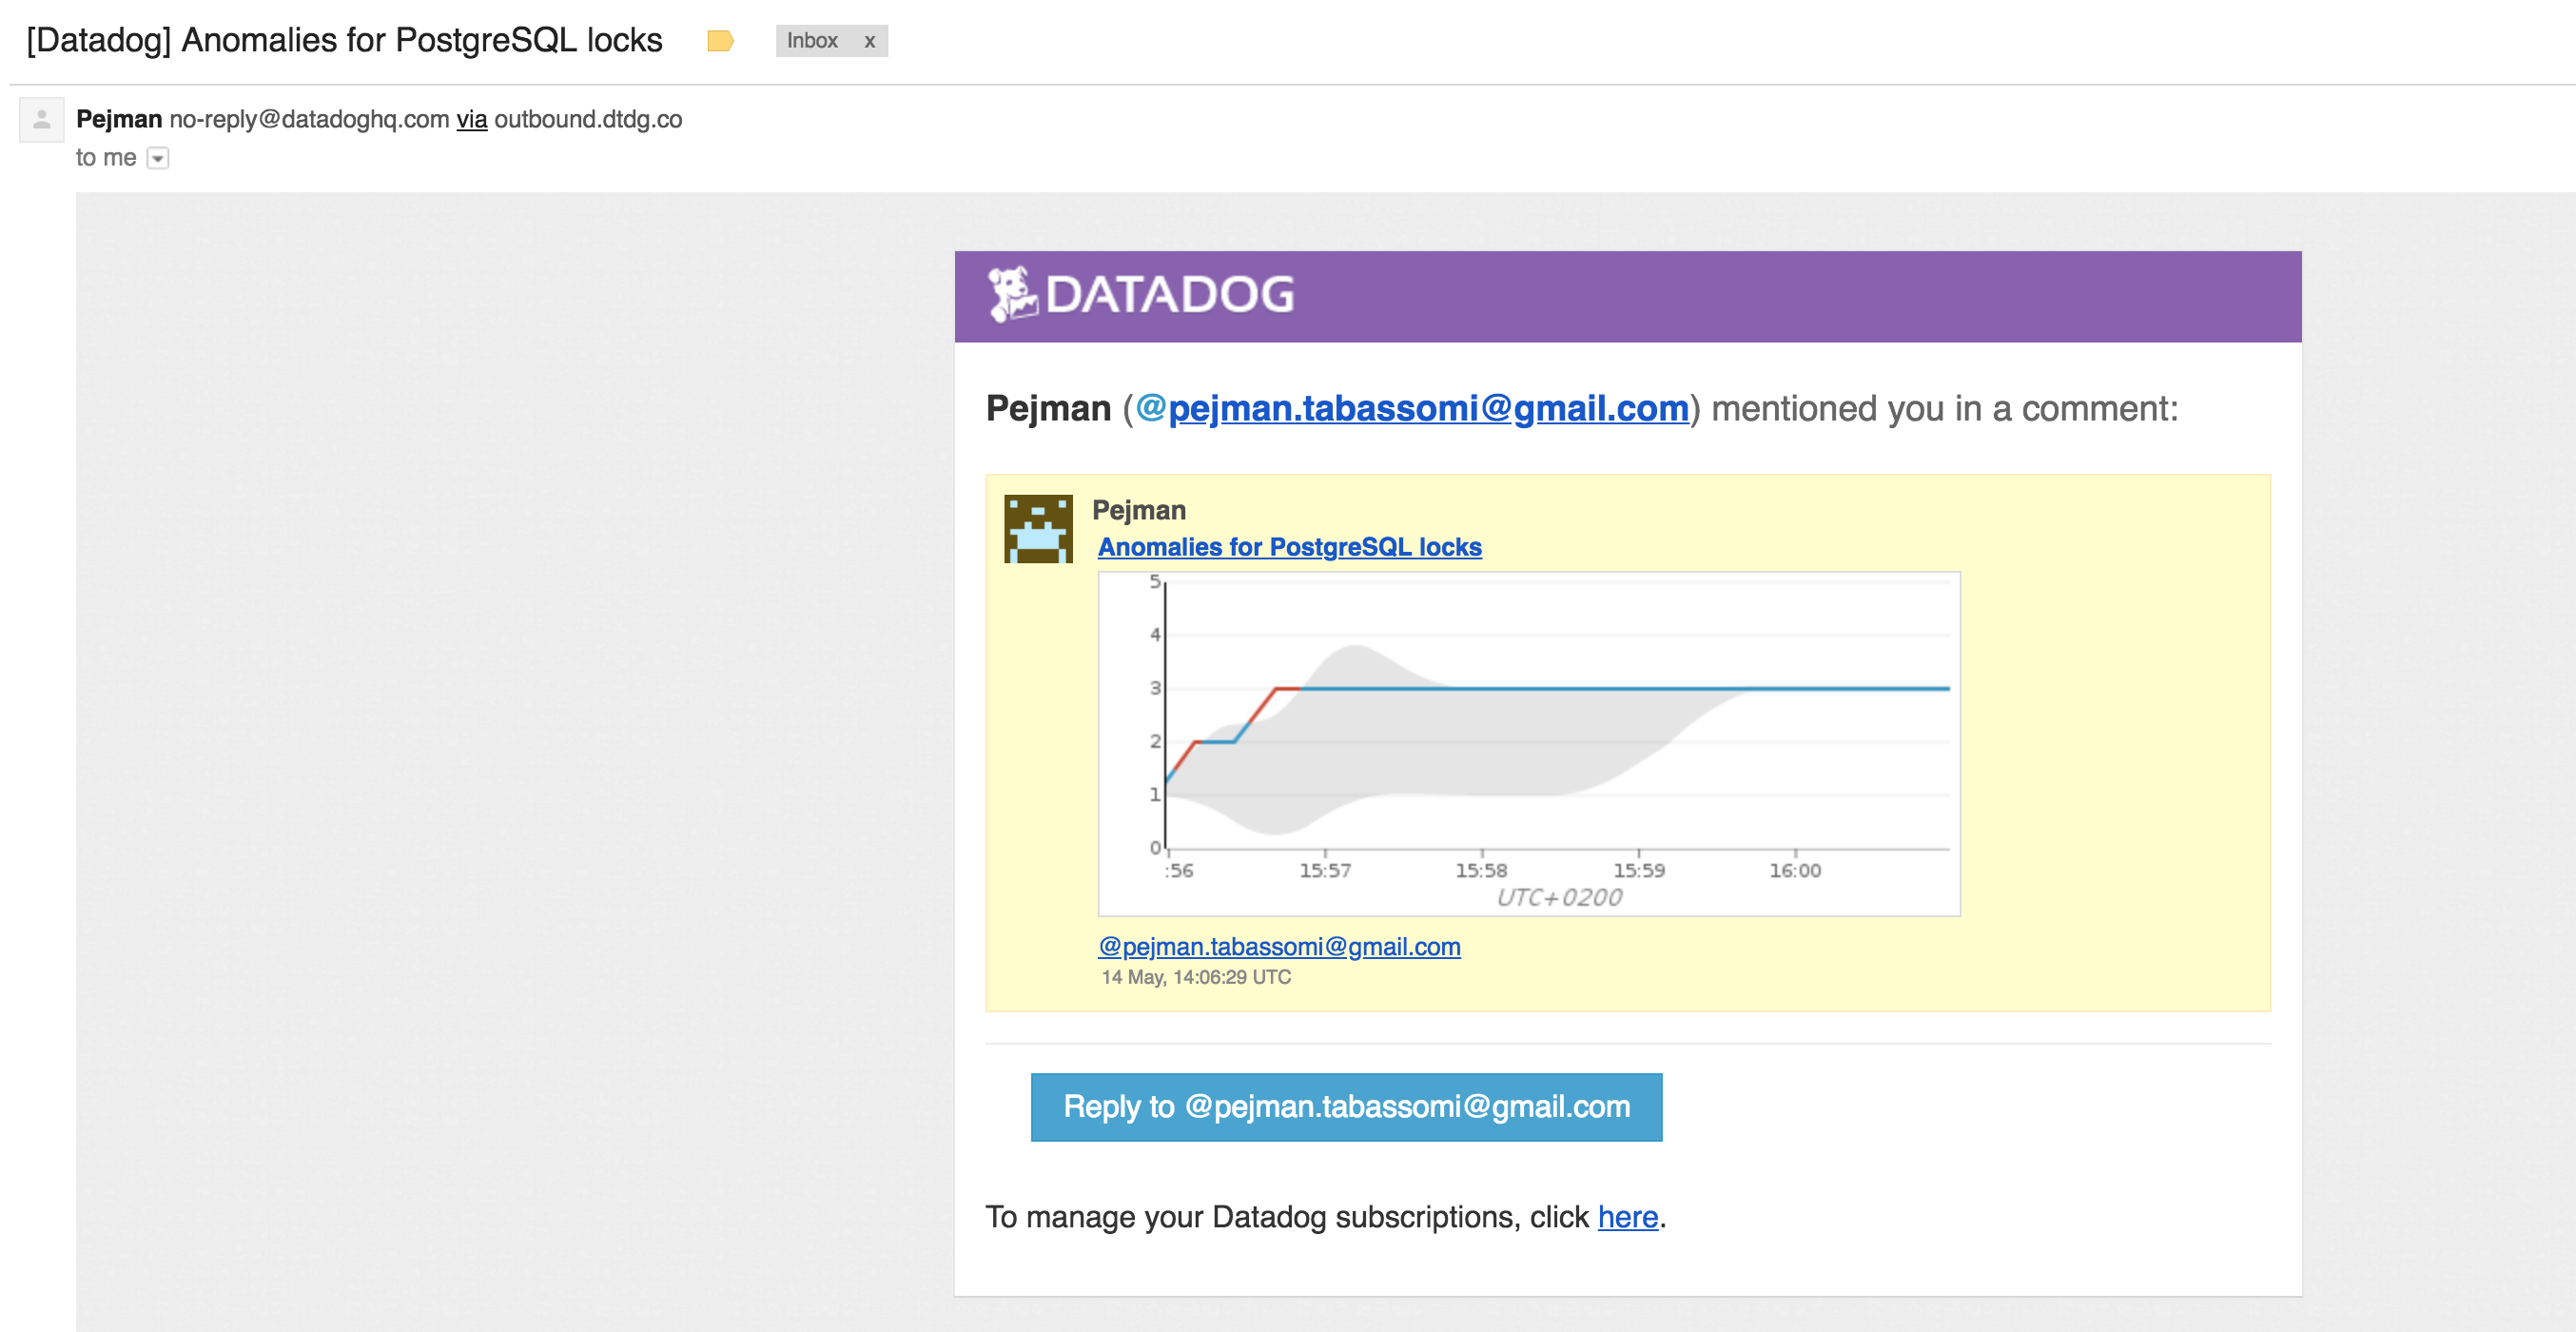 [Datadog] Anomalies for PostgreSQL locks Inbox x
Pejman no-reply@datadoghq.com via outbound.dtdg.co
to me
DATADOG
Pejman (@pejman.tabassomi@gmail.com) mentioned you in a comment:
Pejman
Anomalies for PostgreSQL locks
5
4
3
2
1
0
:56 15:57 15:58 15:59 16:00
UTC+0200
@pejman.tabassomi@gmail.com
14 May, 14:06:29 UTC
Reply to @pejman.tabassomi@gmail.com
To manage your Datadog subscriptions, click here.